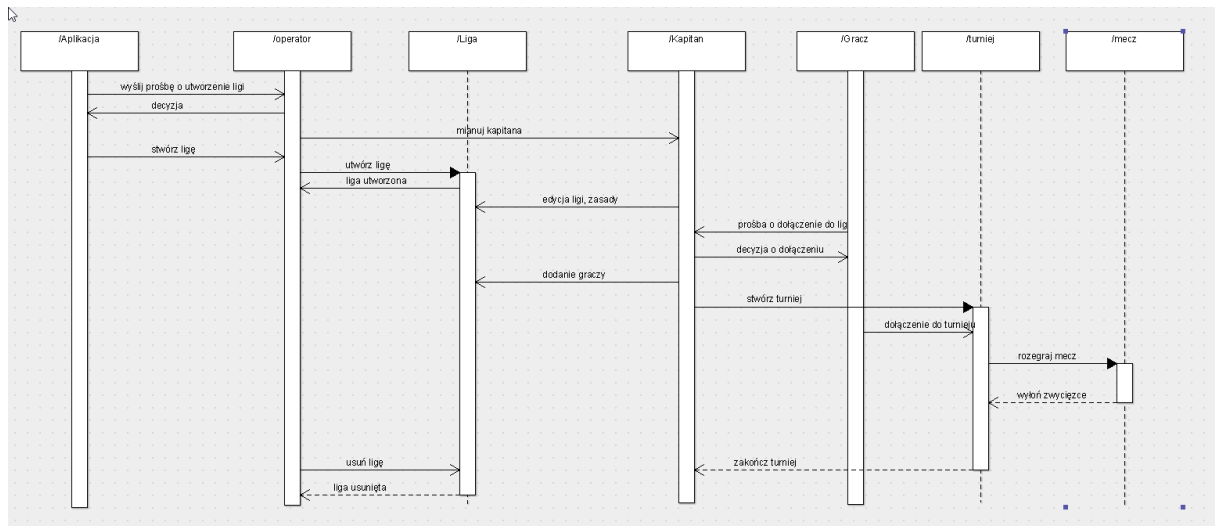 /Aplikacja
/operator
/Liga
/Kapitan
/Gracz
/turniej
/mecz
wyślij prośbę o utworzenie ligi
decyzja
mianuj kapitana
stwórz ligę
utwórz ligę
liga utworzona
edycja ligi, zasady
prośba o dołączenie do lig
decyzja o dołączeniu
dodanie graczy
stwórz turniej
dołączenie do turnieju
rozegraj mecz
wyłoń zwycięzce
usuń ligę
zakończ turniej
liga usunięta